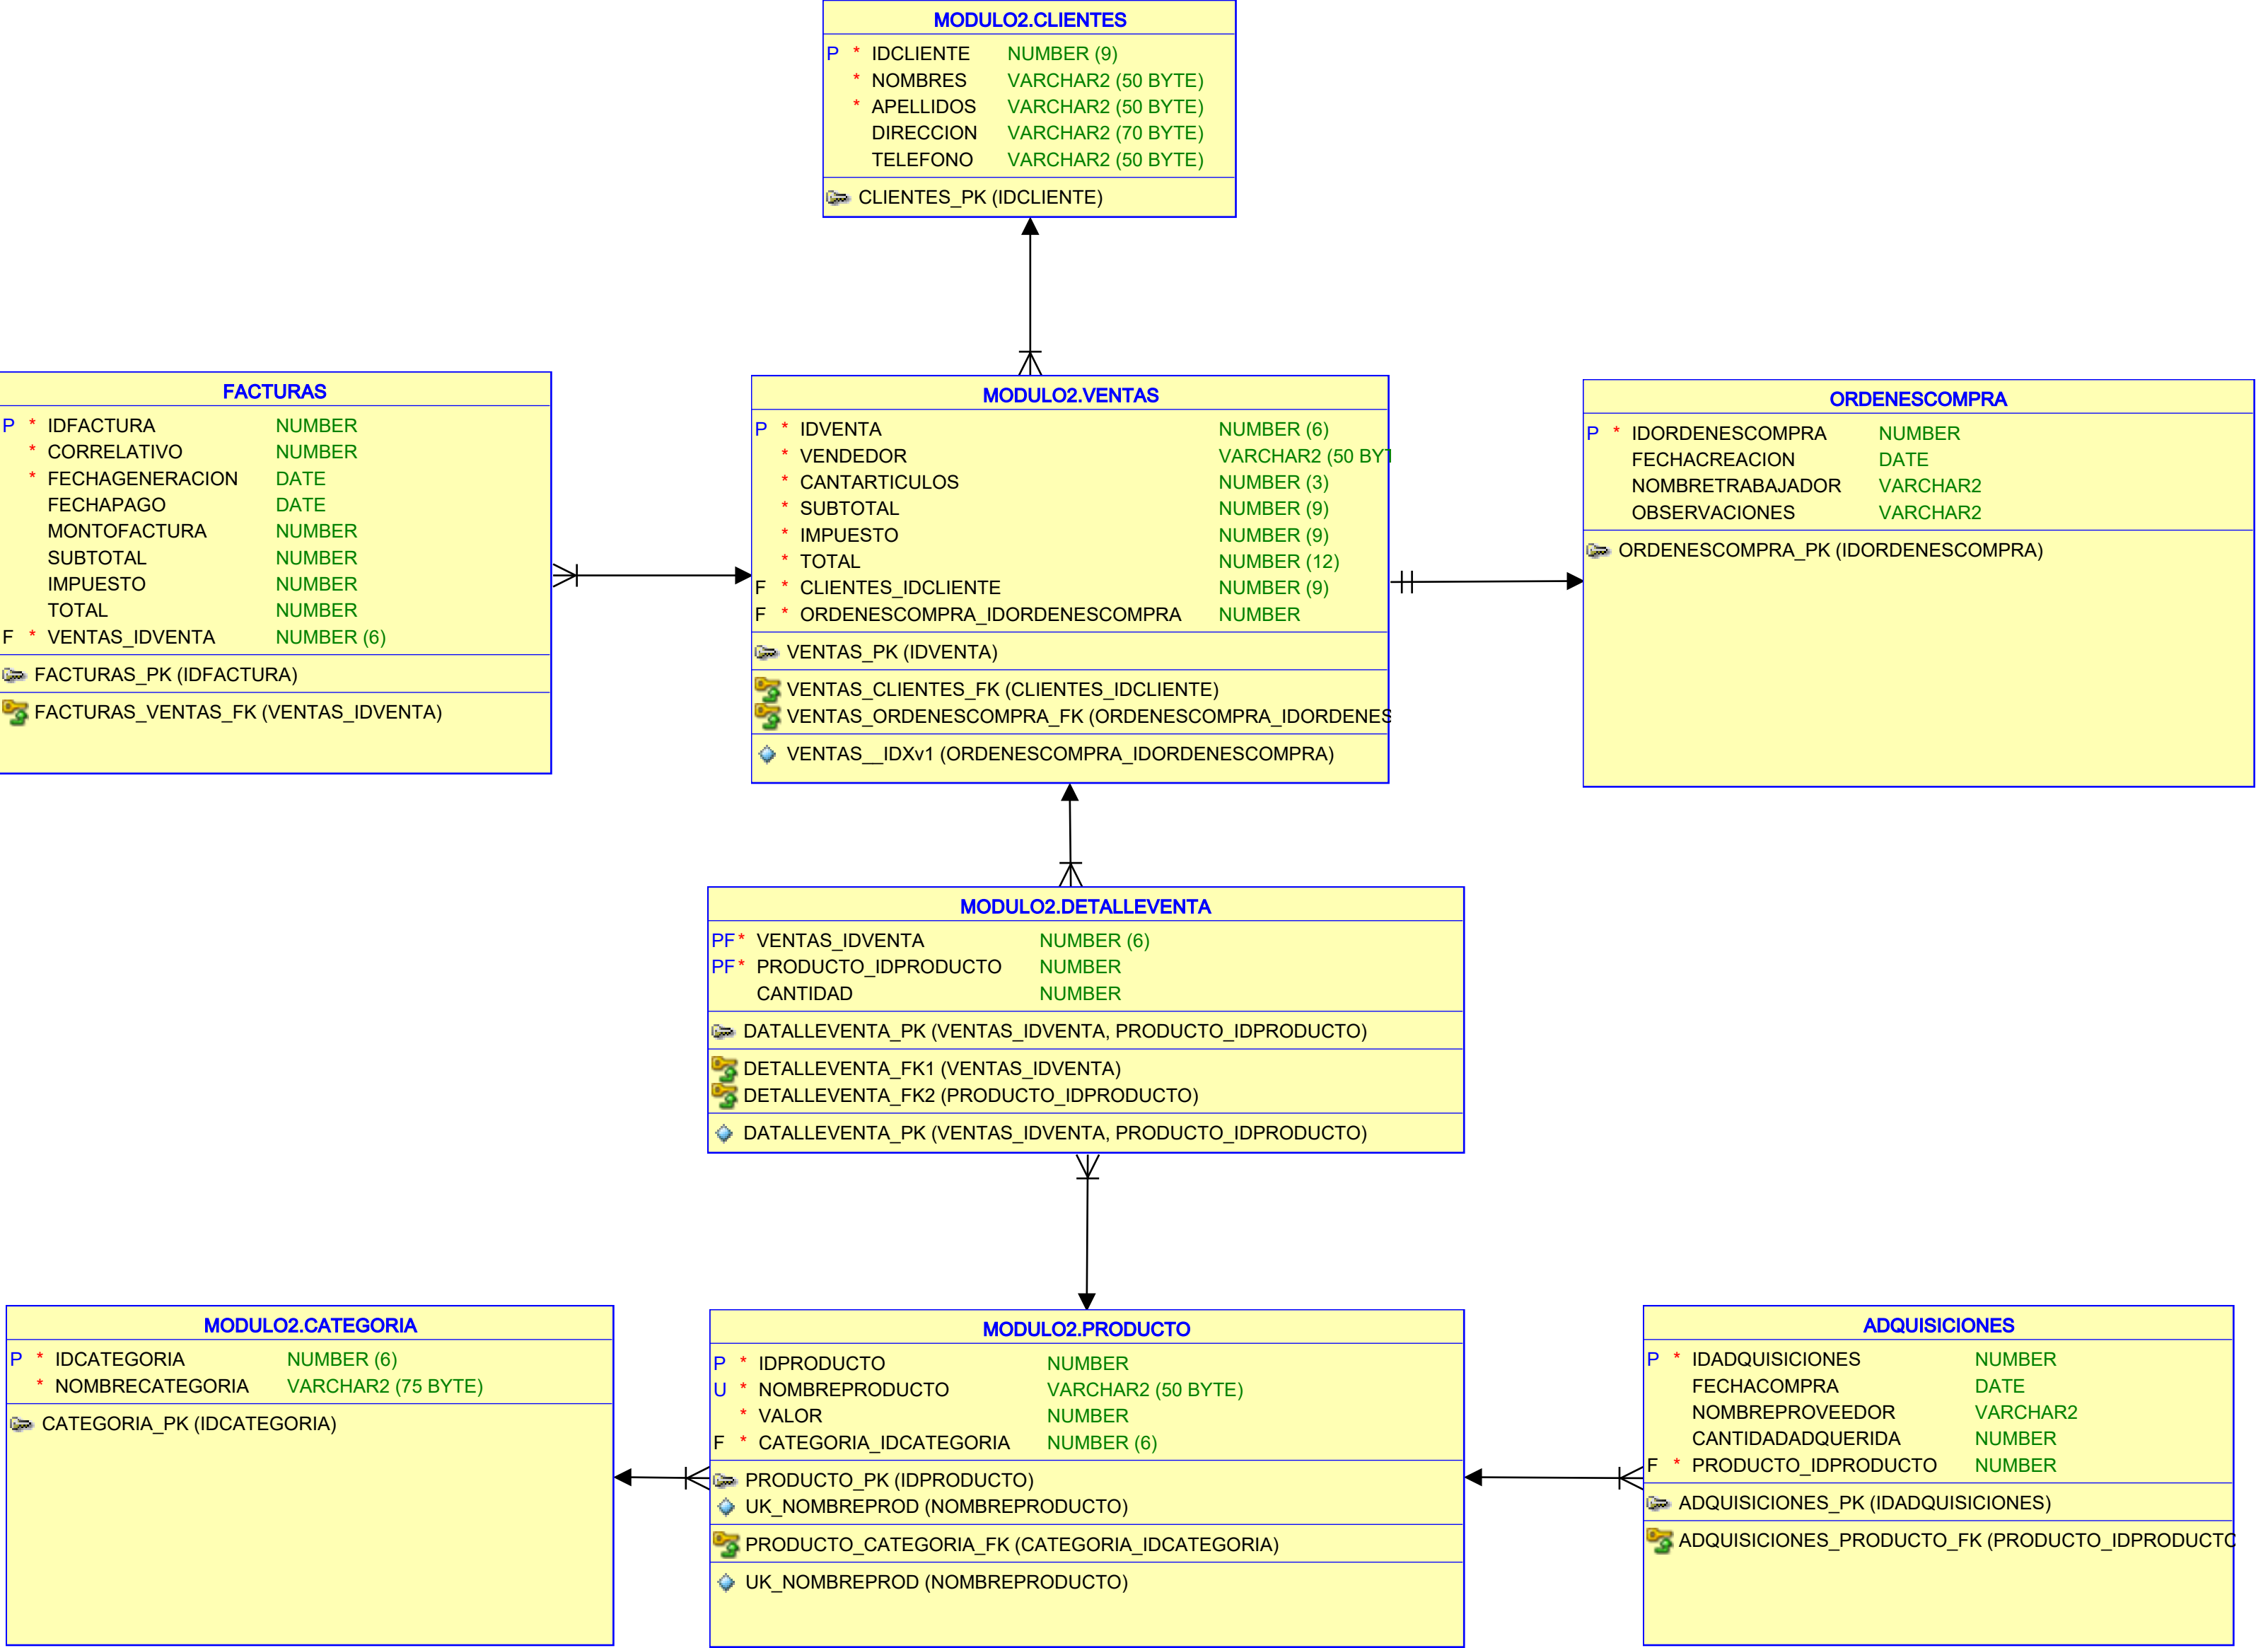 MODULO2.CLIENTES
P * IDCLIENTE NUMBER (9)
* NOMBRES VARCHAR2 (50 BYTE)
* APELLIDOS VARCHAR2 (50 BYTE)
DIRECCION VARCHAR2 (70 BYTE)
TELEFONO VARCHAR2 (50 BYTE)
CLIENTES_PK (IDCLIENTE)
FACTURAS
P * IDFACTURA NUMBER
* CORRELATIVO NUMBER
* FECHAGENERACION DATE
FECHAPAGO DATE
MONTOFACTURA NUMBER
SUBTOTAL NUMBER
IMPUESTO NUMBER
TOTAL NUMBER
F * VENTAS_IDVENTA NUMBER (6)
FACTURAS_PK (IDFACTURA)
FACTURAS_VENTAS_FK (VENTAS_IDVENTA)
MODULO2.VENTAS
P * IDVENTA NUMBER (6)
* VENDEDOR VARCHAR2 (50 BYT
* CANTARTICULOS NUMBER (3)
* SUBTOTAL NUMBER (9)
* IMPUESTO NUMBER (9)
* TOTAL NUMBER (12)
F * CLIENTES_IDCLIENTE NUMBER (9)
F * ORDENESCOMPRA_IDORDENESCOMPRA NUMBER
VENTAS_PK (IDVENTA)
VENTAS_CLIENTES_FK (CLIENTES_IDCLIENTE)
VENTAS_ORDENESCOMPRA_FK (ORDENESCOMPRA_IDORDENES
VENTAS__IDXv1 (ORDENESCOMPRA_IDORDENESCOMPRA)
ORDENESCOMPRA
P * IDORDENESCOMPRA NUMBER
FECHACREACION DATE
NOMBRETRABAJADOR VARCHAR2
OBSERVACIONES VARCHAR2
ORDENESCOMPRA_PK (IDORDENESCOMPRA)
MODULO2.DETALLEVENTA
PF * VENTAS_IDVENTA NUMBER (6)
PF * PRODUCTO_IDPRODUCTO NUMBER
CANTIDAD NUMBER
DATALLEVENTA_PK (VENTAS_IDVENTA, PRODUCTO_IDPRODUCTO)
DETALLEVENTA_FK1 (VENTAS_IDVENTA)
DETALLEVENTA_FK2 (PRODUCTO_IDPRODUCTO)
DATALLEVENTA_PK (VENTAS_IDVENTA, PRODUCTO_IDPRODUCTO)
MODULO2.CATEGORIA
P * IDCATEGORIA NUMBER (6)
* NOMBRECATEGORIA VARCHAR2 (75 BYTE)
CATEGORIA_PK (IDCATEGORIA)
MODULO2.PRODUCTO
P * IDPRODUCTO NUMBER
U * NOMBREPRODUCTO VARCHAR2 (50 BYTE)
* VALOR NUMBER
F * CATEGORIA_IDCATEGORIA NUMBER (6)
PRODUCTO_PK (IDPRODUCTO)
UK_NOMBREPROD (NOMBREPRODUCTO)
PRODUCTO_CATEGORIA_FK (CATEGORIA_IDCATEGORIA)
UK_NOMBREPROD (NOMBREPRODUCTO)
ADQUISICIONES
P * IDADQUISICIONES NUMBER
FECHACOMPRA DATE
NOMBREPROVEEDOR VARCHAR2
CANTIDADADQUERIDA NUMBER
F * PRODUCTO_IDPRODUCTO NUMBER
ADQUISICIONES_PK (IDADQUISICIONES)
ADQUISICIONES_PRODUCTO_FK (PRODUCTO_IDPRODUCTO